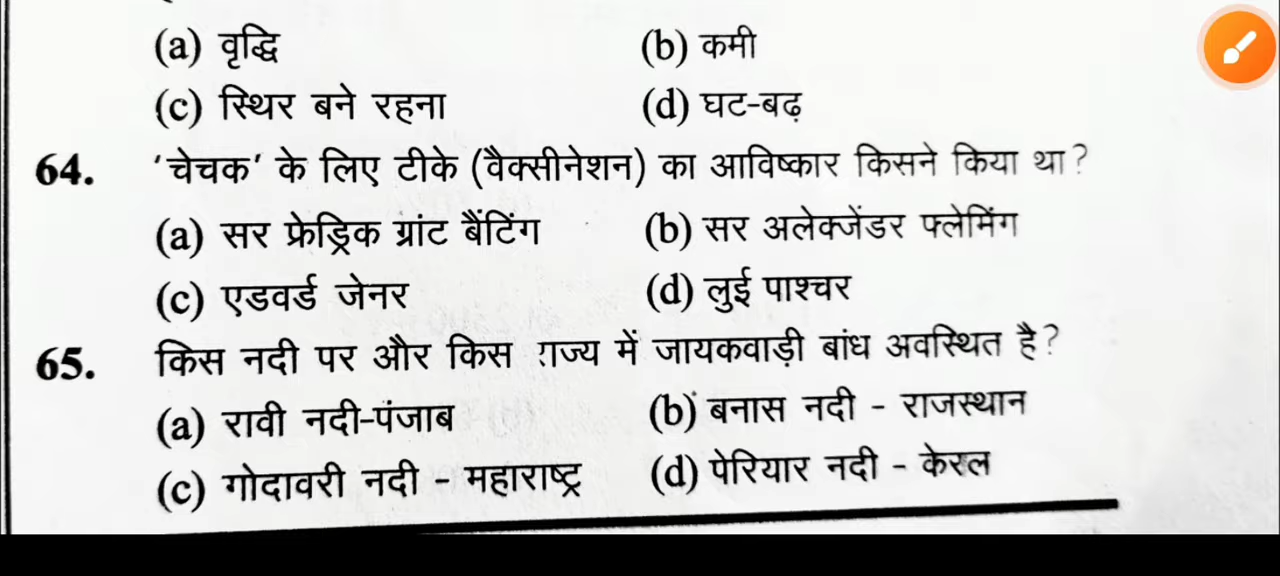 (a) वृद्धि (b) कमी
(c) स्थिर बने रहना (d) घट-बढ़
64. 'चेचक' के लिए टीके (वैक्सीनेशन) का आविष्कार किसने किया था?
(a) सर फ्रेड्रिक ग्रांट बैंटिंग (b) सर अलेक्जेंडर फ्लेमिंग
(c) एडवर्ड जेनर (d) लुई पाश्चर
65. किस नदी पर और किस राज्य में जायकवाड़ी बांध अवस्थित है?
(a) रावी नदी-पंजाब (b) बनास नदी - राजस्थान
(c) गोदावरी नदी - महाराष्ट्र (d) पेरियार नदी - केरल